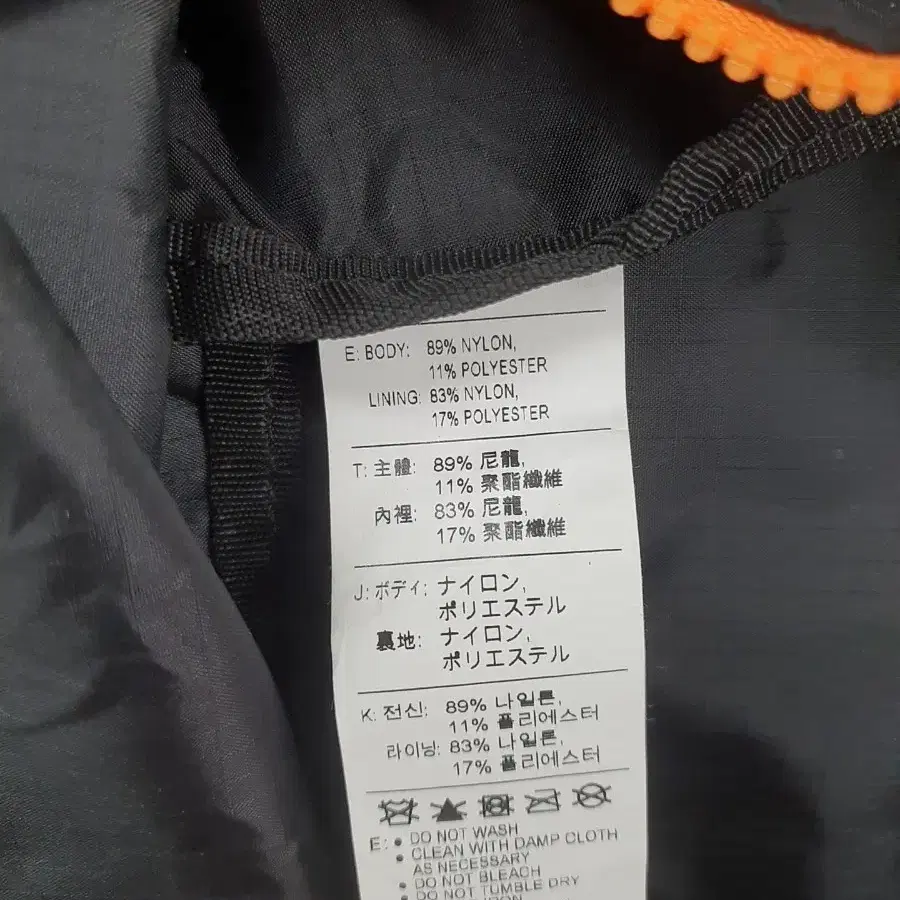 E: BODY: 89% NYLON,
11% POLYESTER
LINING: 83% NYLON,
17% POLYESTER
T: 主體: 89% 尼龍,
11% 聚酯纖維
內裡: 83% 尼龍,
17% 聚酯纖維
J: ボディ: ナイロン,
ポリエステル
裏地: ナイロン,
ポリエステル
K: 전신: 89% 나일론,
11% 폴리에스터
라이닝: 83% 나일론,
17% 폴리에스터
E: • DO NOT WASH
• CLEAN WITH DAMP CLOTH
AS NECESSARY
• DO NOT BLEACH
• DO NOT TUMBLE DRY